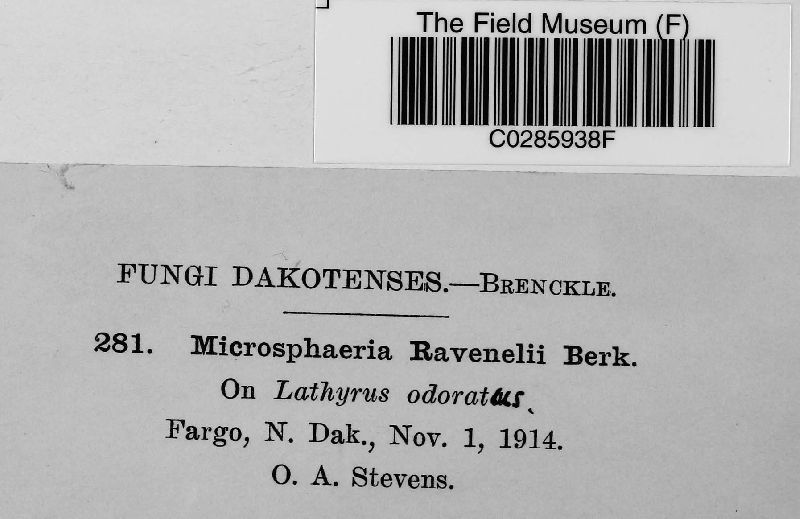 The Field Museum (F)
C0285938F
FUNGI DAKOTENSES.—BRENCKLE.
281. Microsphaeria Ravenelii Berk.
On Lathyrus odoratus.
Fargo, N. Dak., Nov. 1, 1914.
O. A. Stevens.